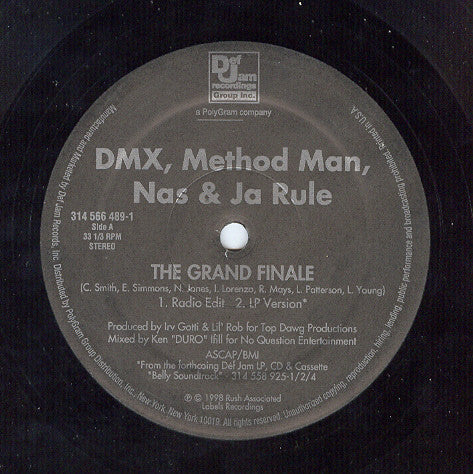 Def
Jam
recordings
Group Inc.
a PolyGram company
DMX, Method Man,
Nas & Ja Rule
314 566 489-1
Side A
33 1/3 RPM
STEREO
THE GRAND FINALE
(C. Smith, E. Simmons, N. Jones, I. Lorenzo, R. Mays, L. Patterson, L. Young)
1. Radio Edit 2. LP Version*
Produced by Irv Gotti & Lil' Rob for Top Dawg Productions
Mixed by Ken "DURO" Ifill for No Question Entertainment
ASCAP/BMI
*From the forthcoming Def Jam LP, CD & Cassette
"Belly Soundtrack" - 314 558 925-1/2/4
℗ © 1998 Rush Associated
Labels Recordings
Manufactured and Marketed by Def Jam Records, Inc. Distributed by PolyGram Group Distribution, Inc. New York, New York 10019. All rights reserved. Unauthorized copying, reproduction, hiring, lending, public performance and broadcasting prohibited. Printed in U.S.A.